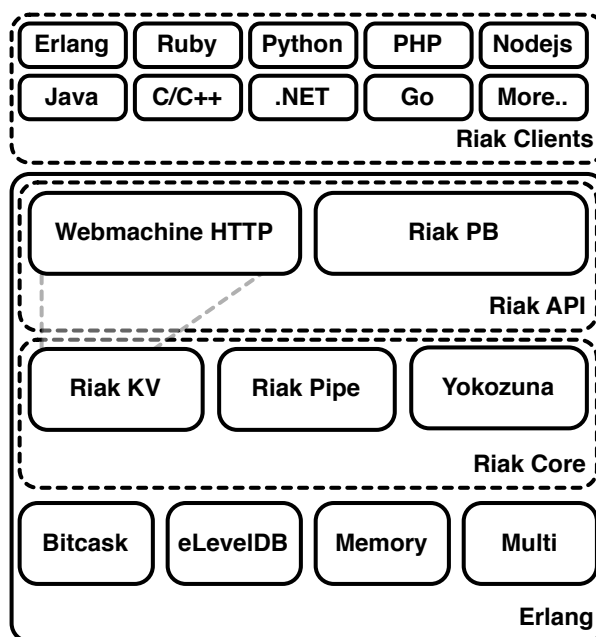 Erlang Ruby Python PHP Nodejs
Java C/C++ .NET Go More..
Riak Clients
Webmachine HTTP Riak PB
Riak API
Riak KV Riak Pipe Yokozuna
Riak Core
Bitcask eLevelDB Memory Multi
Erlang